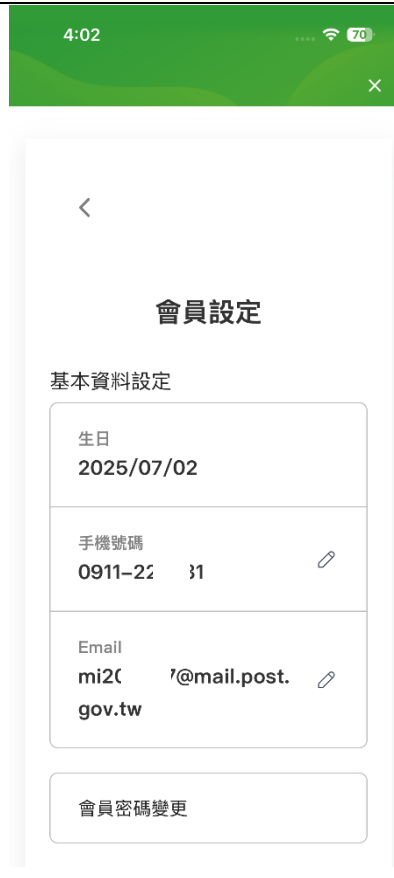 4:02
70
會員設定
基本資料設定
生日
2025/07/02
手機號碼
0911-22 31
Email
mi20 7@mail.post.
gov.tw
會員密碼變更